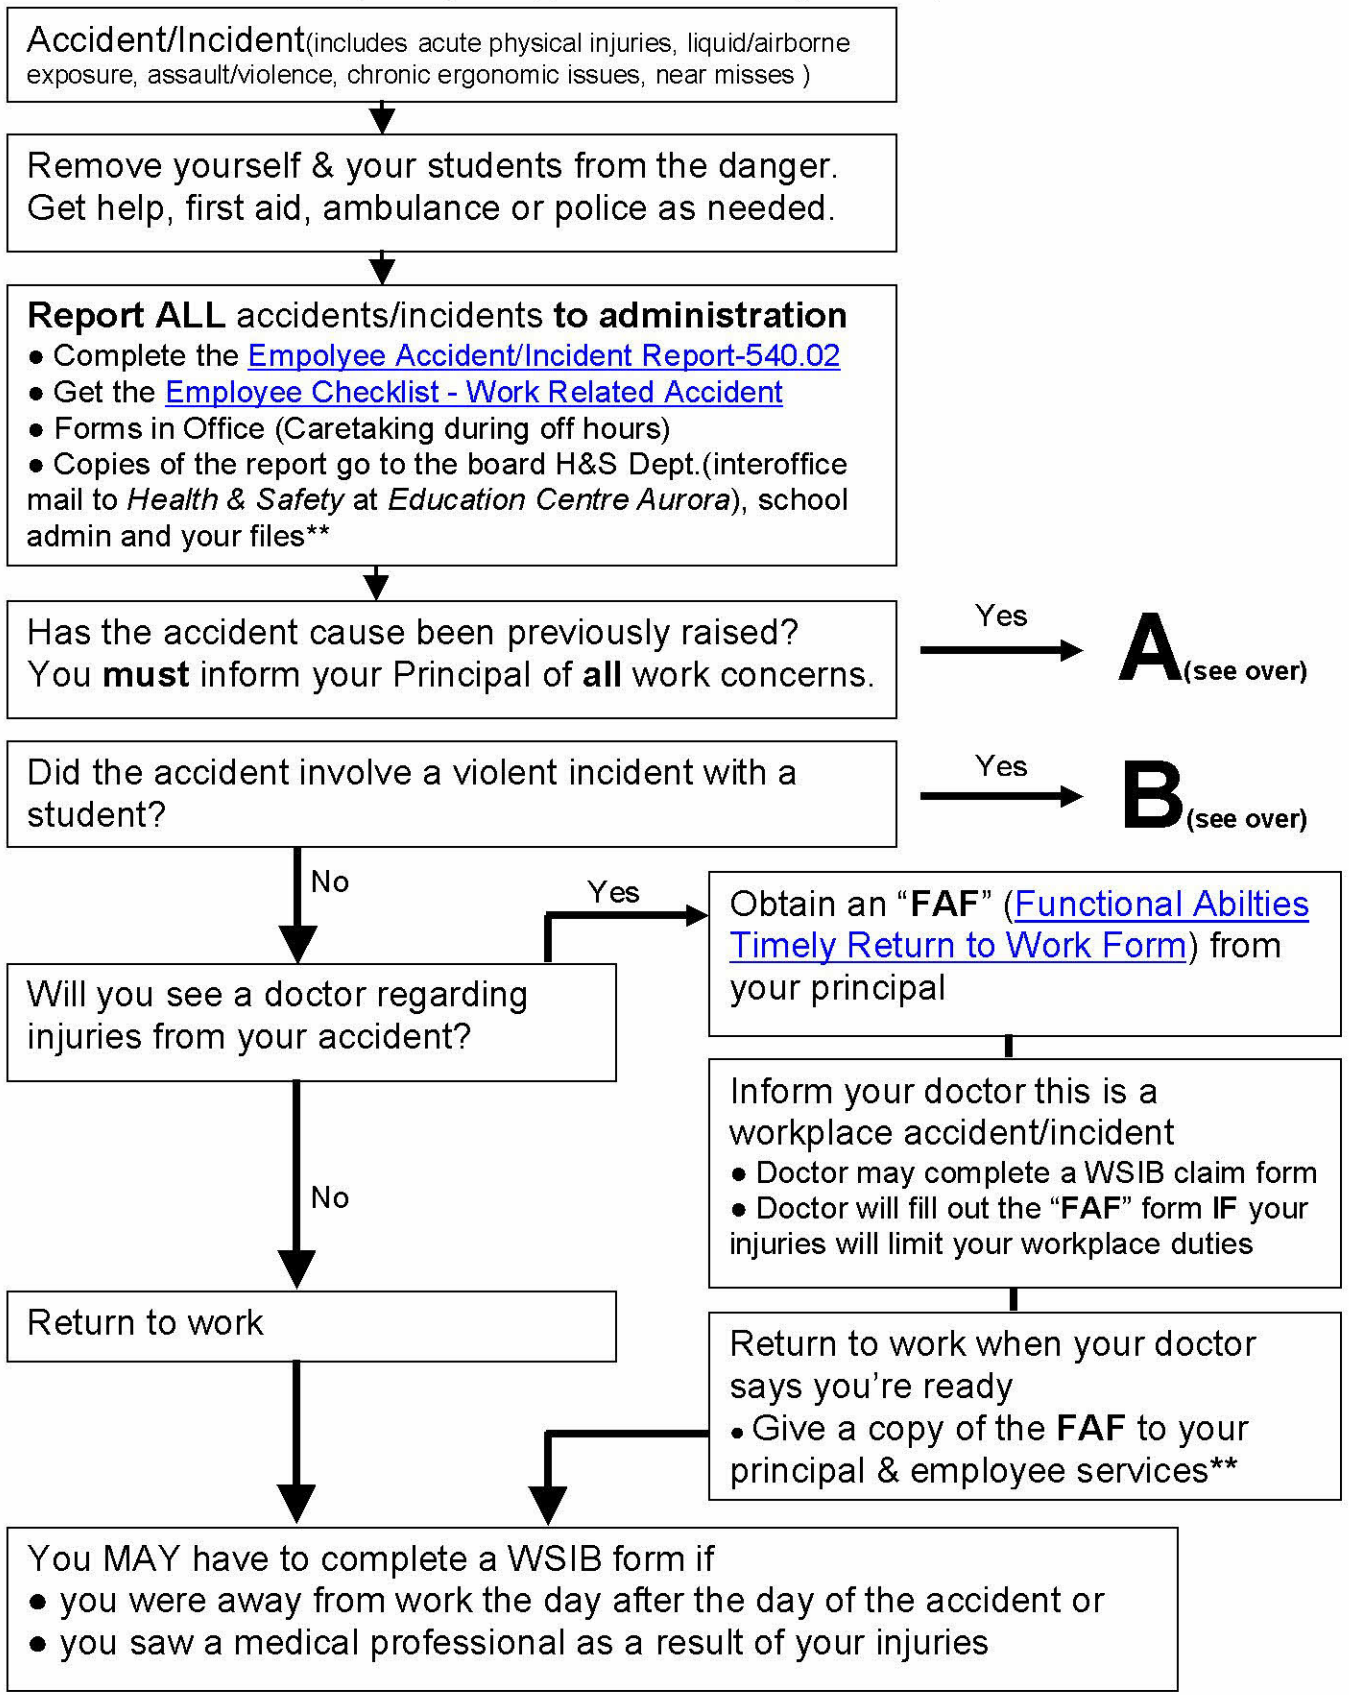 Accident/Incident(includes acute physical injuries, liquid/airborne
exposure, assault/violence, chronic ergonomic issues, near misses )
Remove yourself & your students from the danger.
Get help, first aid, ambulance or police as needed.
Report ALL accidents/incidents to administration
● Complete the Empolyee Accident/Incident Report-540.02
● Get the Employee Checklist - Work Related Accident
● Forms in Office (Caretaking during off hours)
● Copies of the report go to the board H&S Dept.(interoffice
mail to Health & Safety at Education Centre Aurora), school
admin and your files**
Has the accident cause been previously raised?
You must inform your Principal of all work concerns.
Yes
A(see over)
Did the accident involve a violent incident with a
student?
Yes
B(see over)
No
Will you see a doctor regarding
injuries from your accident?
Yes
Obtain an “FAF” (Functional Abilties
Timely Return to Work Form) from
your principal
Inform your doctor this is a
workplace accident/incident
● Doctor may complete a WSIB claim form
● Doctor will fill out the “FAF” form IF your
injuries will limit your workplace duties
No
Return to work
Return to work when your doctor
says you’re ready
● Give a copy of the FAF to your
principal & employee services**
You MAY have to complete a WSIB form if
● you were away from work the day after the day of the accident or
● you saw a medical professional as a result of your injuries